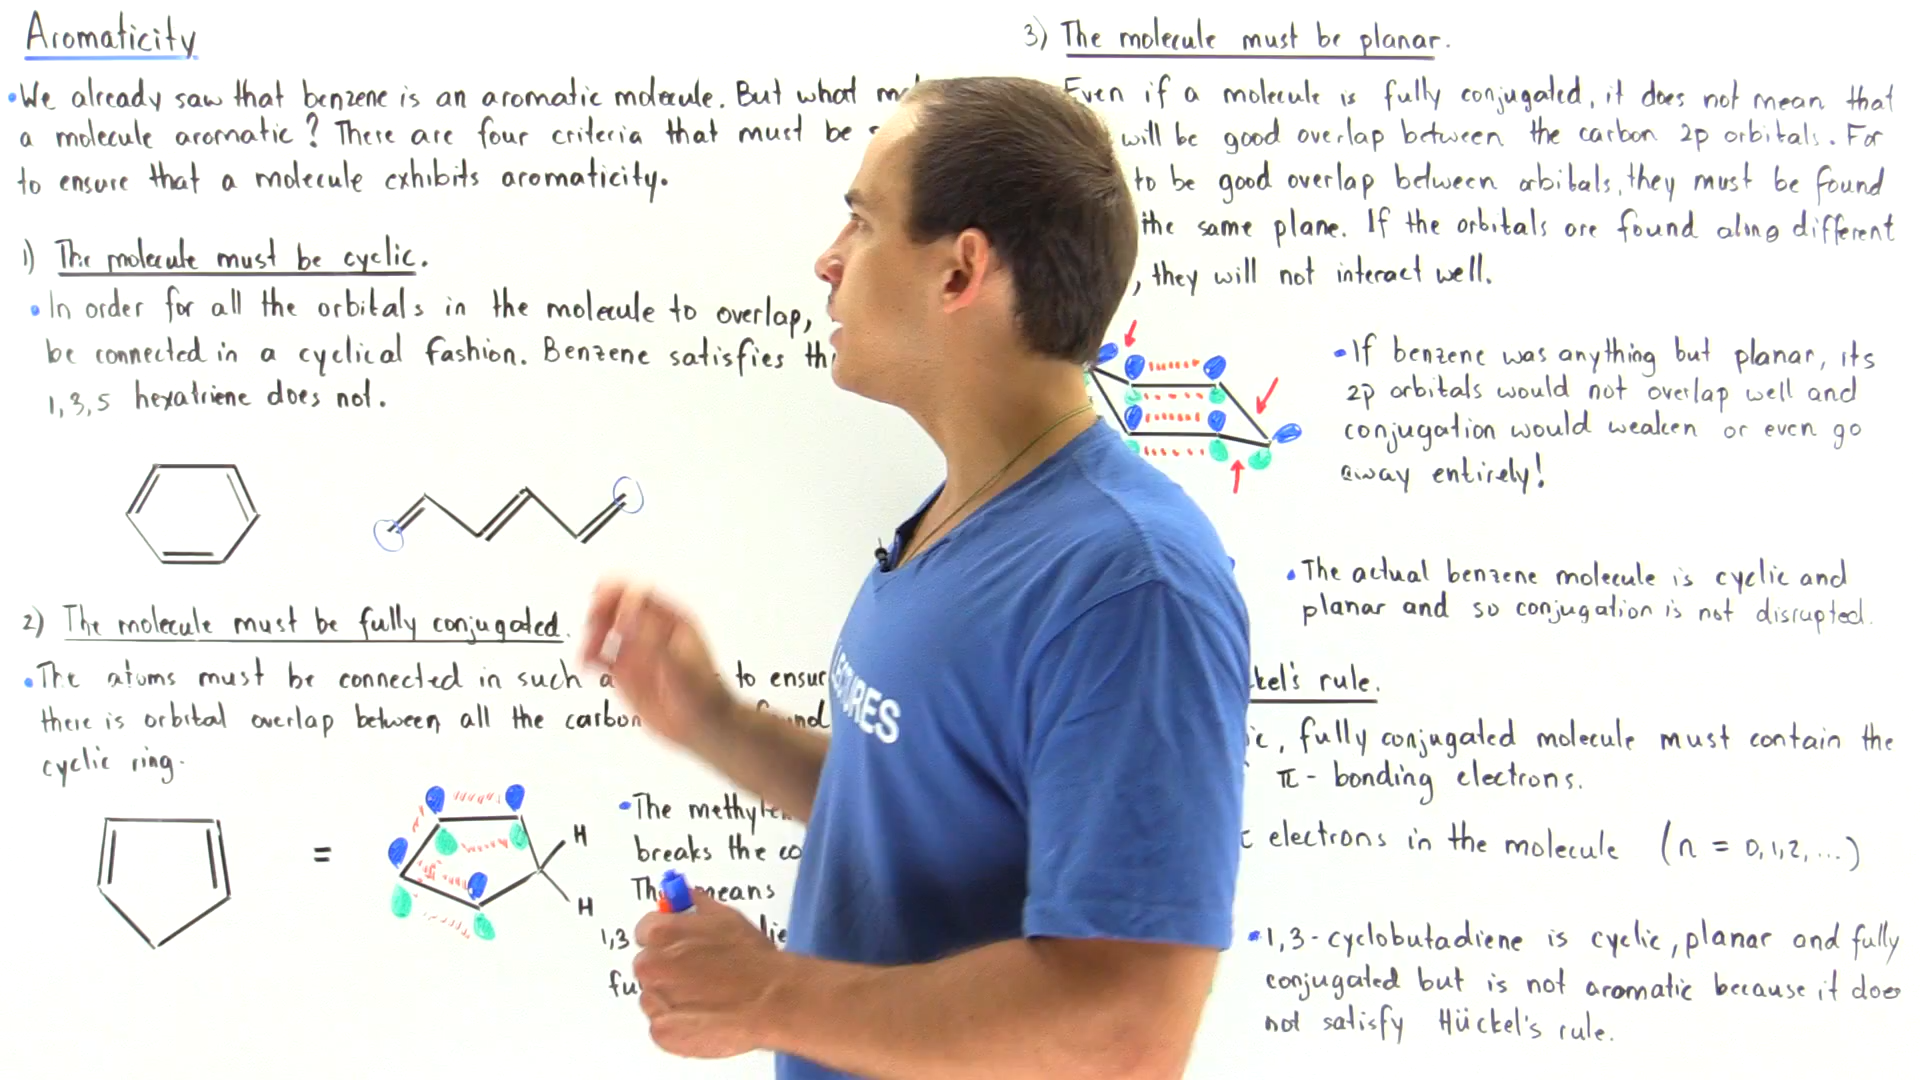 Aromaticity
•We already saw that benzene is an aromatic molecule. But what
a molecule aromatic? There are four criteria that must be
to ensure that a molecule exhibits aromaticity.
1) The molecule must be cyclic.
•In order for all the orbitals in the molecule to overlap,
be connected in a cyclical fashion. Benzene satisfies
1,3,5 hexatriene does not.
2) The molecule must be fully conjugated.
•The atoms must be connected in such a to
there is orbital overlap between all the carbon
cyclic ring.
=
H
H
•The
breaks the
means
1,3
3) The molecule must be planar.
Even if a molecule is fully conjugated, it does not mean that
will be good overlap between the carbon 2p orbitals. For
to be good overlap between orbitals, they must be found
the same plane. If the orbitals are found along different
, they will not interact well.
•If benzene was anything but planar, its
2p orbitals would not overlap well and
conjugation would weaken or even go
away entirely!
•The actual benzene molecule is cyclic and
planar and so conjugation is not disrupted.
rule.
, fully conjugated molecule must contain the
π-bonding electrons.
electrons in the molecule (n = 0,1,2,...)
•1,3-cyclobutadiene is cyclic, planar and fully
conjugated but is not aromatic because it does
not satisfy Hückel's rule.
LECTURES